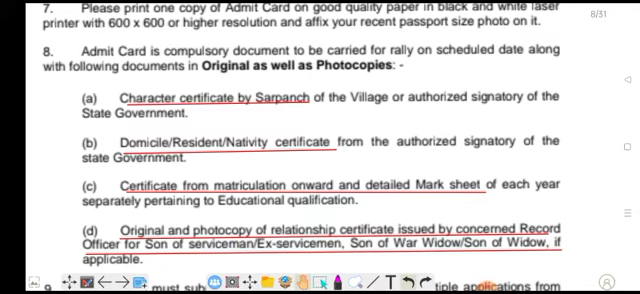 7. Please print one copy of Admit Card on good quality paper in black and white laser
printer with 600 x 600 or higher resolution and affix your recent passport size photo on it.
8/31
8. Admit Card is compulsory document to be carried for rally on scheduled date along
with following documents in Original as well as Photocopies: -
(a) Character certificate by Sarpanch of the Village or authorized signatory of the
State Government.
(b) Domicile/Resident/Nativity certificate from the authorized signatory of the
state Government.
(c) Certificate from matriculation onward and detailed Mark sheet of each year
separately pertaining to Educational qualification.
(d) Original and photocopy of relationship certificate issued by concerned Record
Officer for Son of serviceman/Ex-servicemen, Son of War Widow/Son of Widow, if
applicable.
9 must sub tiple applications from